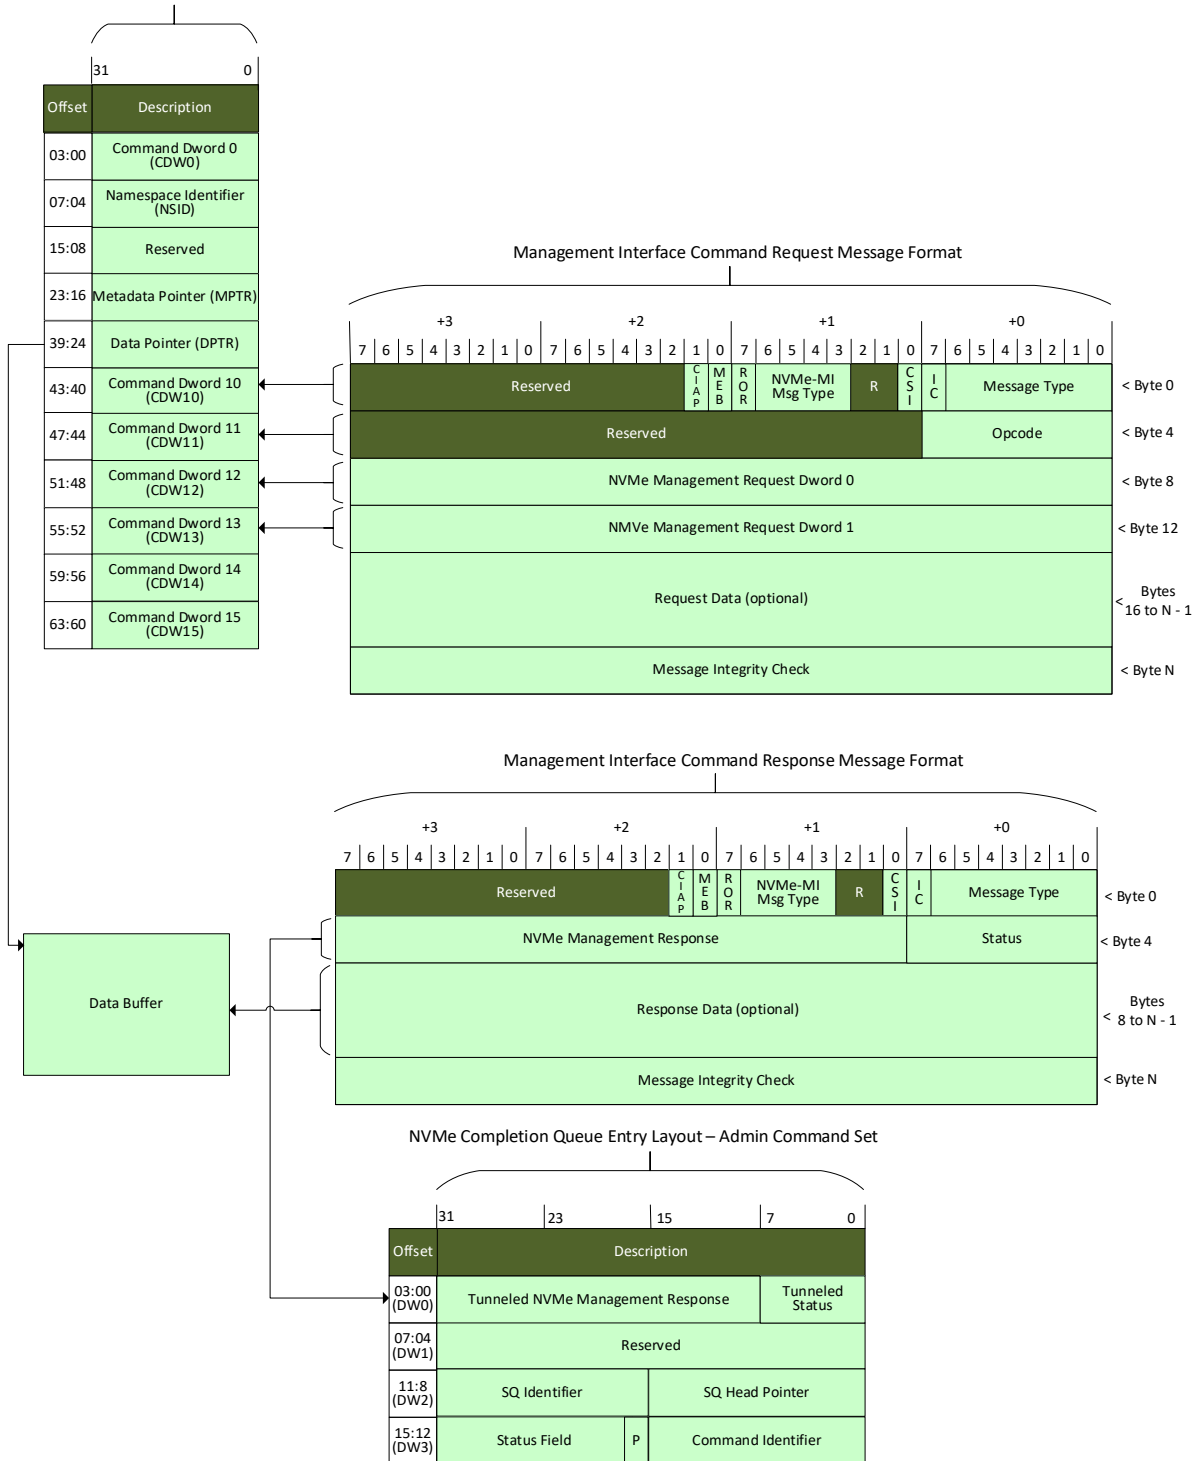 31 0
Offset Description
03:00 Command Dword 0
(CDW0)
07:04 Namespace Identifier
(NSID)
15:08 Reserved
23:16 Metadata Pointer (MPTR)
39:24 Data Pointer (DPTR)
43:40 Command Dword 10
(CDW10)
47:44 Command Dword 11
(CDW11)
51:48 Command Dword 12
(CDW12)
55:52 Command Dword 13
(CDW13)
59:56 Command Dword 14
(CDW14)
63:60 Command Dword 15
(CDW15)
Management Interface Command Request Message Format
+3 +2 +1 +0
7 6 5 4 3 2 1 0 7 6 5 4 3 2 1 0 7 6 5 4 3 2 1 0 7 6 5 4 3 2 1 0
Reserved CIAP MEB ROR NVMe-MI Msg Type R CSI IC Message Type < Byte 0
Reserved Opcode < Byte 4
NVMe Management Request Dword 0 < Byte 8
NMVe Management Request Dword 1 < Byte 12
Request Data (optional) < Bytes
16 to N - 1
Message Integrity Check < Byte N
Management Interface Command Response Message Format
+3 +2 +1 +0
7 6 5 4 3 2 1 0 7 6 5 4 3 2 1 0 7 6 5 4 3 2 1 0 7 6 5 4 3 2 1 0
Reserved CIAP MEB ROR NVMe-MI Msg Type R CSI IC Message Type < Byte 0
NVMe Management Response Status < Byte 4
Response Data (optional) < Bytes
8 to N - 1
Message Integrity Check < Byte N
Data Buffer
NVMe Completion Queue Entry Layout – Admin Command Set
31 23 15 7 0
Offset Description
03:00
(DW0) Tunneled NVMe Management Response Tunneled
Status
07:04
(DW1) Reserved
11:8
(DW2) SQ Identifier SQ Head Pointer
15:12
(DW3) Status Field P Command Identifier